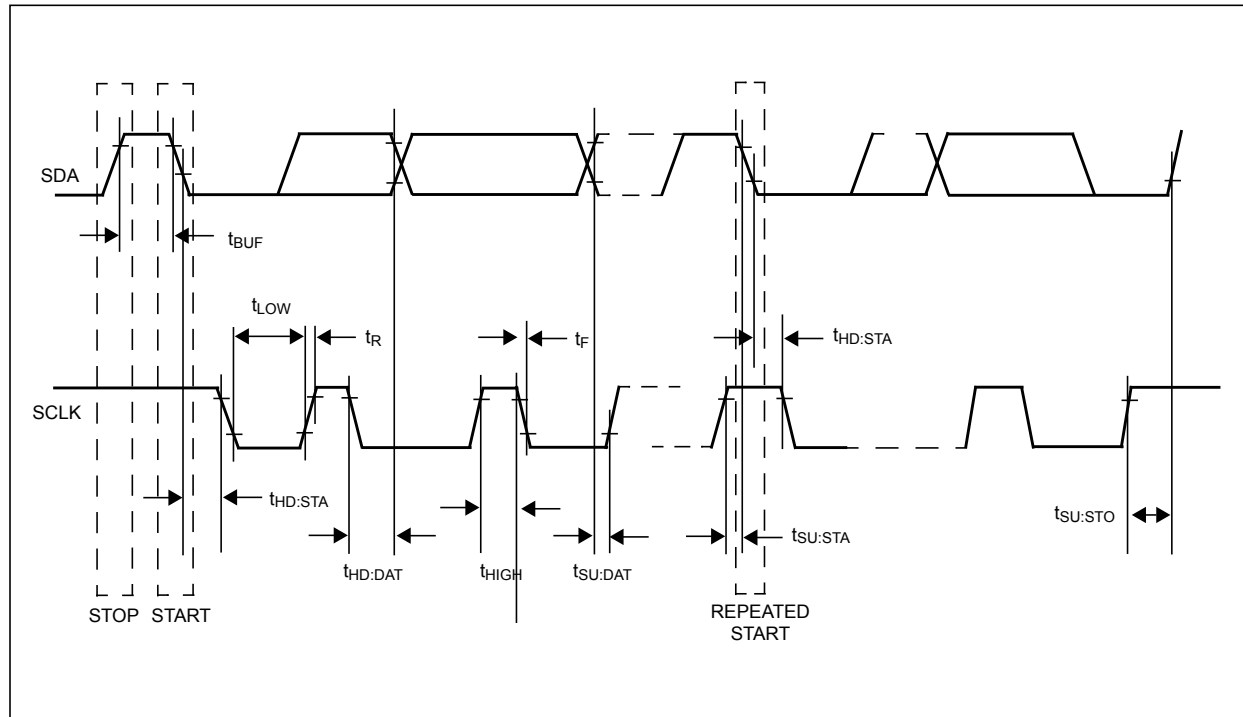 SDA
tBUF
tLOW
tR
tF
tHD:STA
SCLK
tHD:STA
tSU:STA
tSU:STO
tHD:DAT
tHIGH
tSU:DAT
STOP
START
REPEATED
START